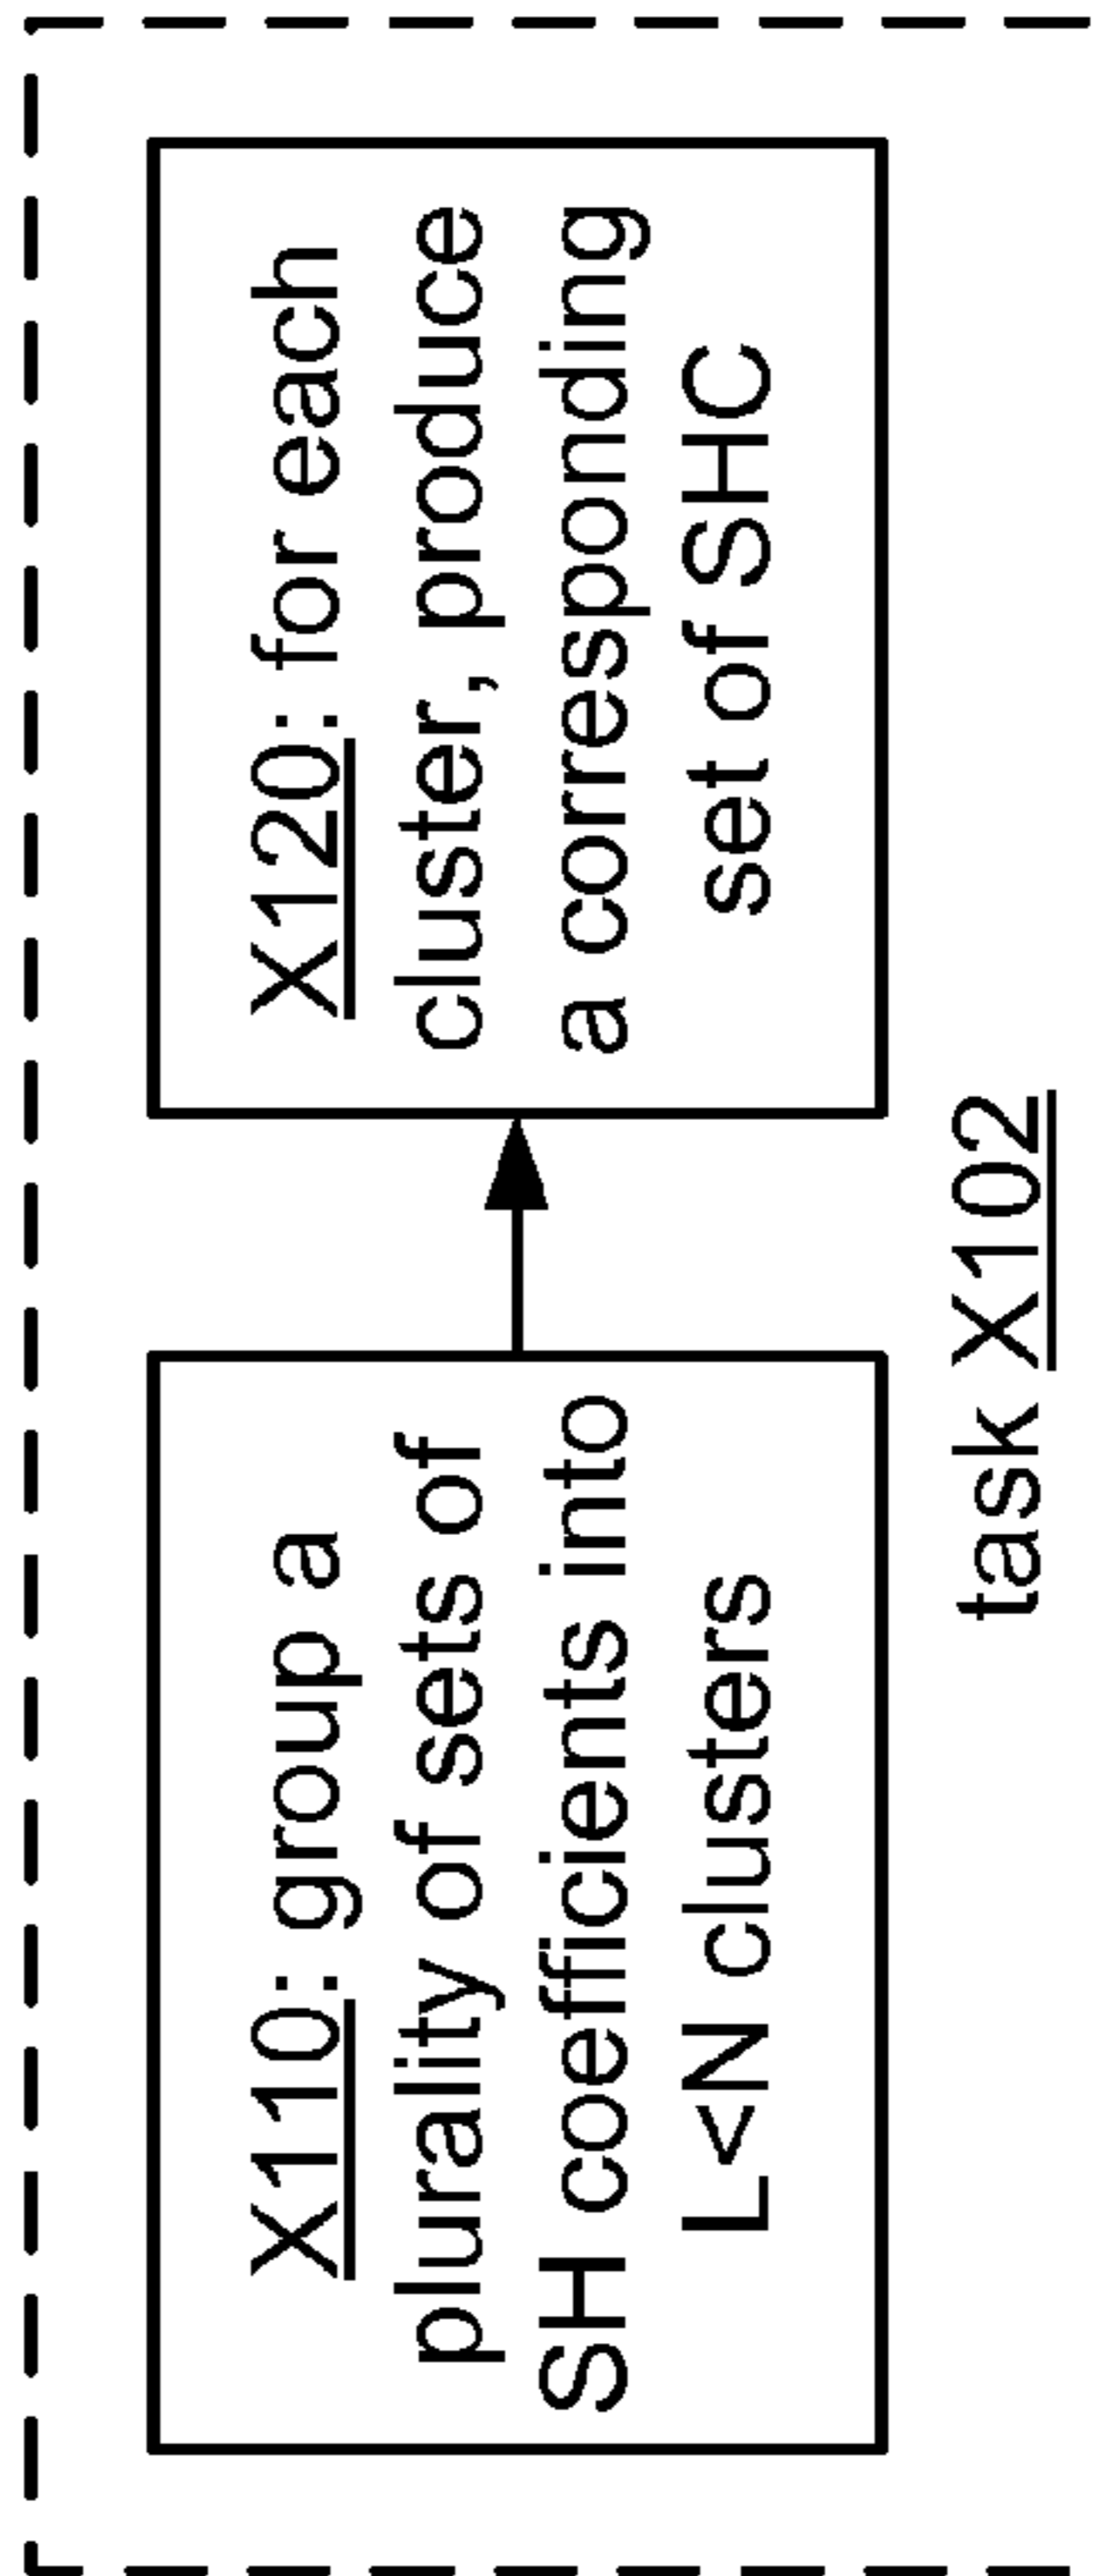 X110: group a
plurality of sets of
SH coefficients into
L<N clusters
X120: for each
cluster, produce
a corresponding
set of SHC
task X102